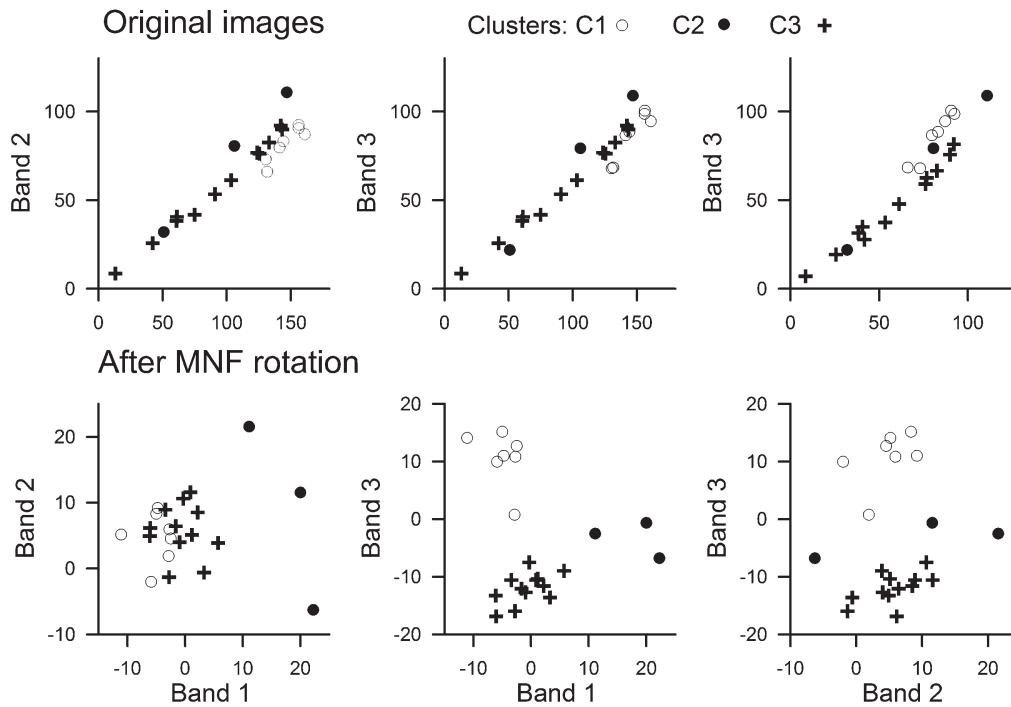 Original images
Clusters: C1 C2 C3
Band 2
100
50
0
0 50 100 150
Band 3
100
50
0
0 50 100 150
Band 3
100
50
0
0 50 100
After MNF rotation
Band 2
20
10
0
-10
-10 0 10 20
Band 1
Band 3
20
10
0
-10
-20
-10 0 10 20
Band 1
Band 3
20
10
0
-10
-20
-10 0 10 20
Band 2